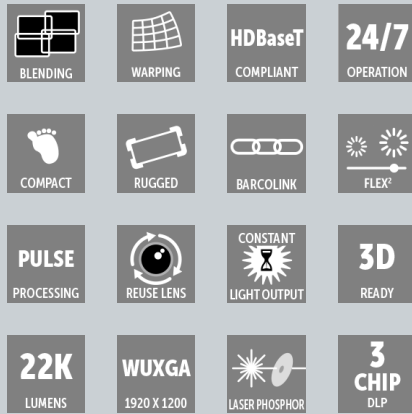 BLENDING
WARPING
HDBaseT
COMPLIANT
24/7
OPERATION
COMPACT
RUGGED
BARCOLINK
FLEX²
PULSE
PROCESSING
REUSE LENS
CONSTANT
LIGHT OUTPUT
3D
READY
22K
LUMENS
WUXGA
1920 X 1200
LASER PHOSPHOR
3
CHIP
DLP